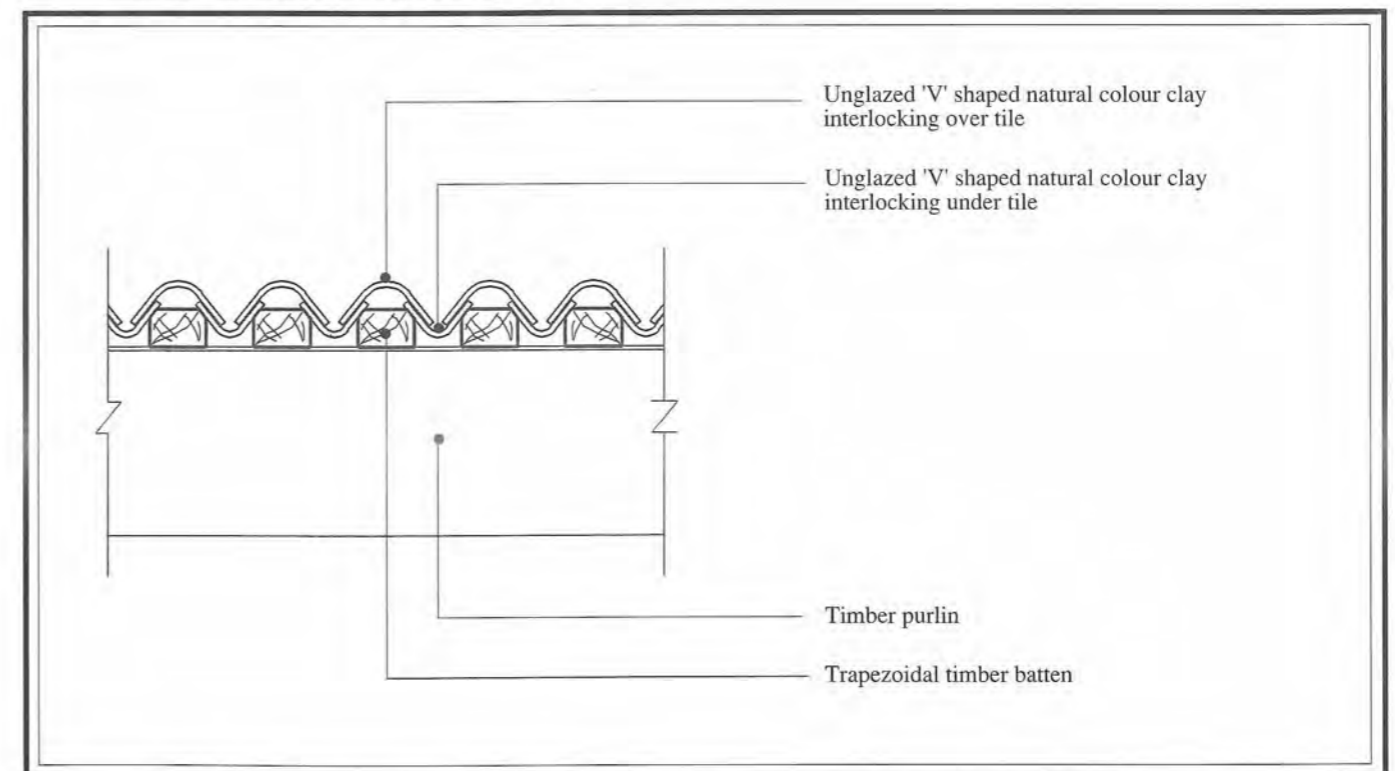 Unglazed 'V' shaped natural colour clay
interlocking over tile
Unglazed 'V' shaped natural colour clay
interlocking under tile
Timber purlin
Trapezoidal timber batten